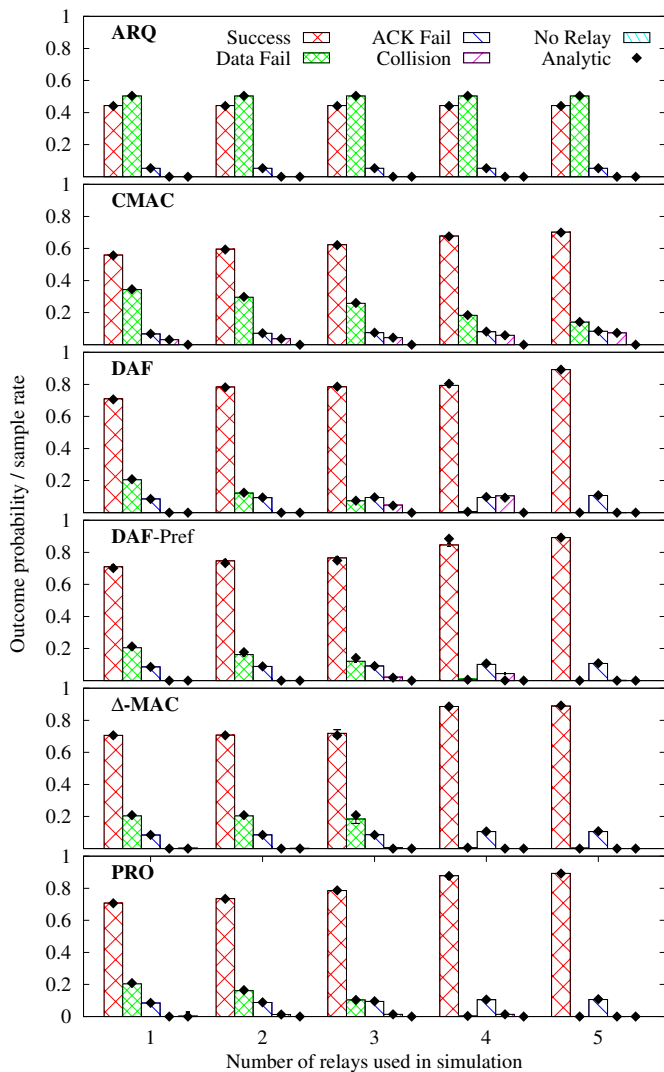 1
ARQ
Success
ACK Fail
No Relay
0.8
Data Fail
Collision
Analytic
0.6
0.4
0.2
1
CMAC
0.8
0.6
0.4
0.2
1
DAF
0.8
0.6
0.4
0.2
1
DAF-Pref
0.8
0.6
0.4
0.2
1
Δ-MAC
0.8
0.6
0.4
0.2
1
PRO
0.8
0.6
0.4
0.2
0
1
2
3
4
5
Number of relays used in simulation
Outcome probability / sample rate